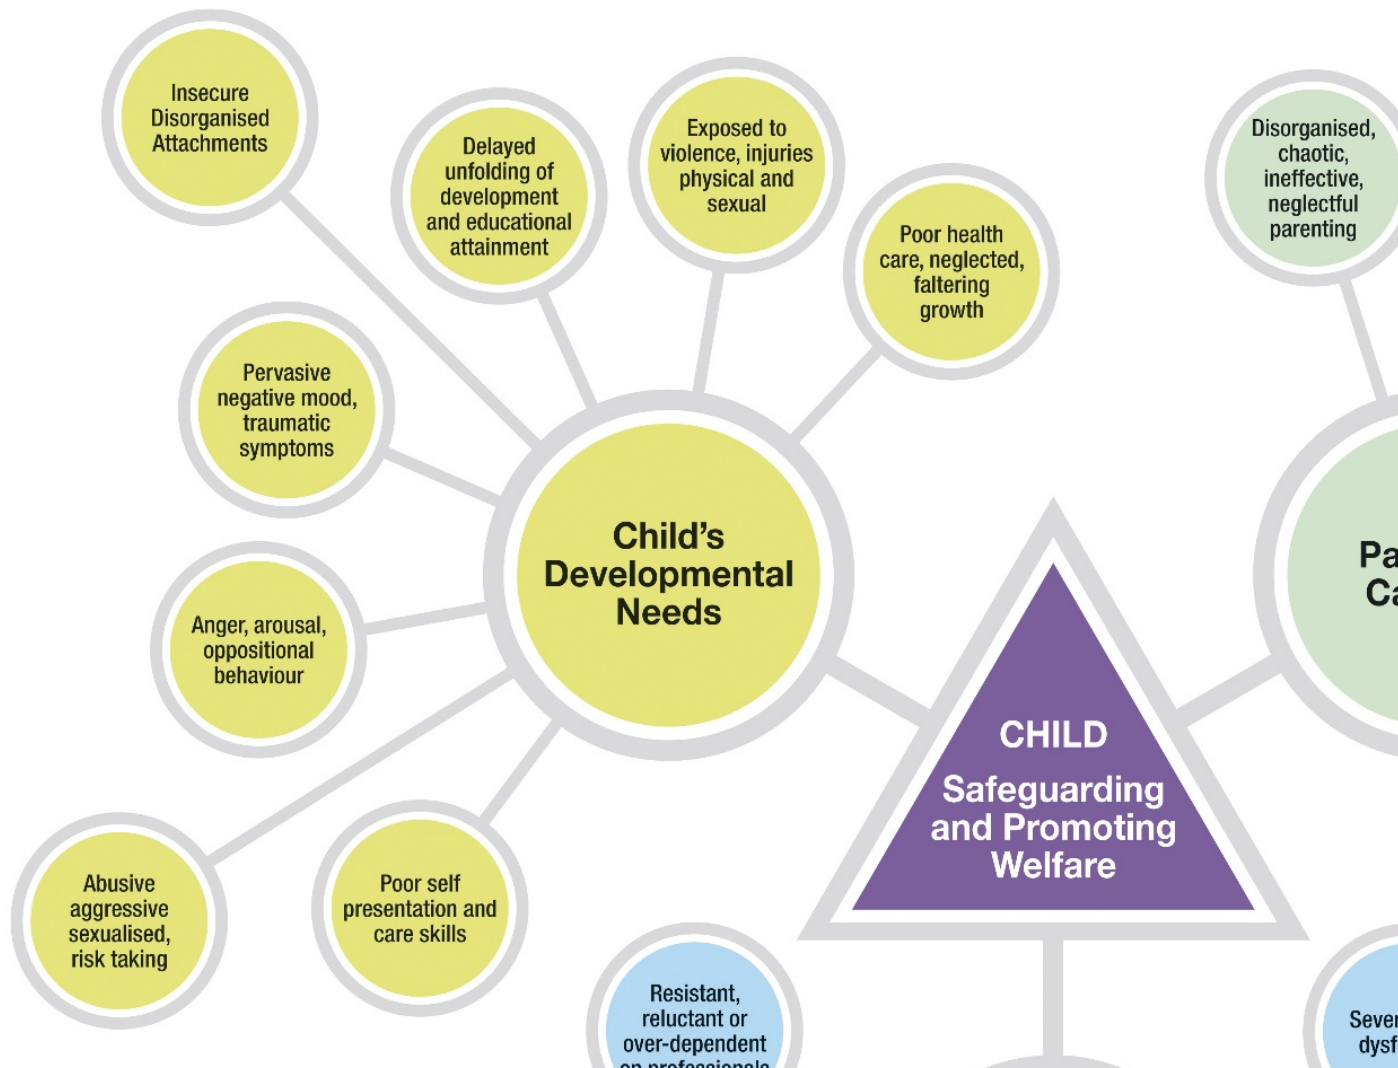 Insecure
Disorganised
Attachments
Delayed
unfolding of
development
and educational
attainment
Exposed to
violence, injuries
physical and
sexual
Poor health
care, neglected,
faltering
growth
Disorganised,
chaotic,
ineffective,
neglectful
parenting
Pervasive
negative mood,
traumatic
symptoms
Child's
Developmental
Needs
Anger, arousal,
oppositional
behaviour
CHILD
Safeguarding
and Promoting
Welfare
Abusive
aggressive
sexualised,
risk taking
Poor self
presentation and
care skills
Resistant,
reluctant or
over-dependent
on professionals